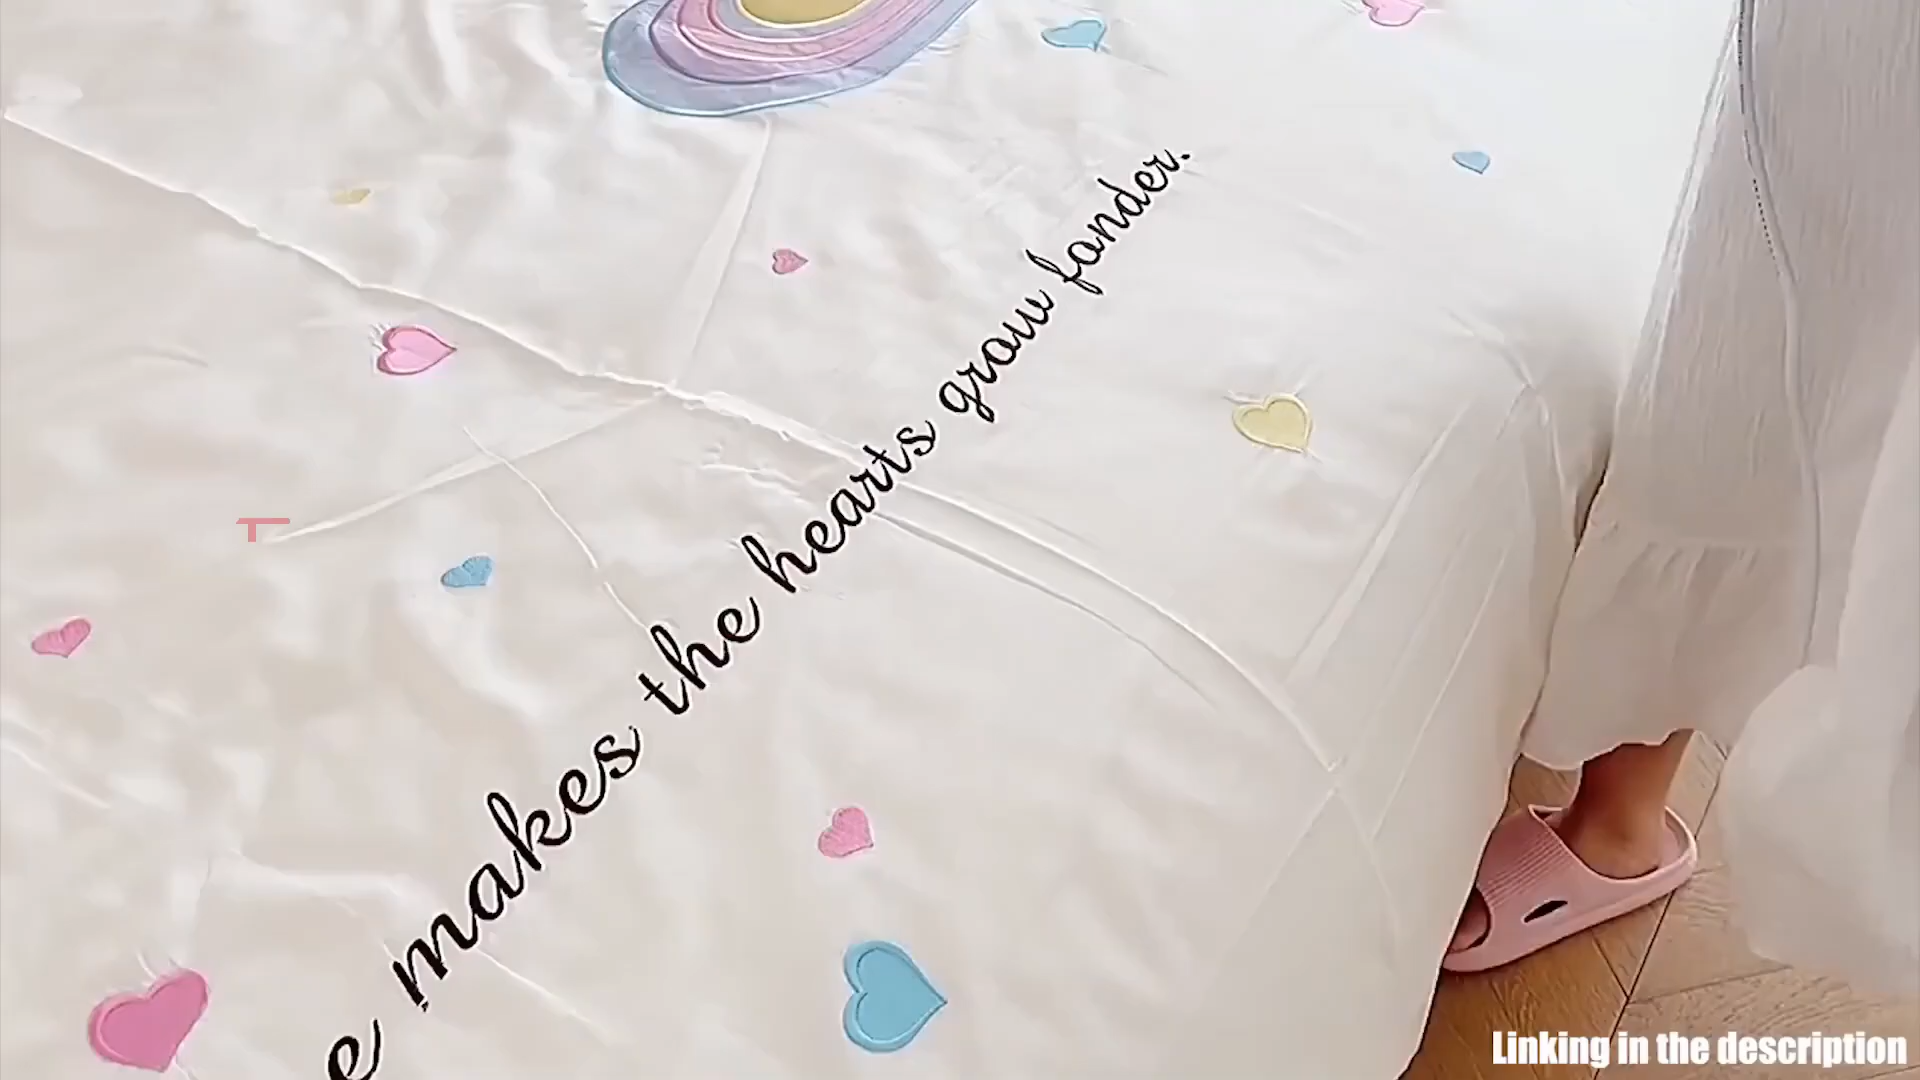 e makes the hearts grow fonder.
Linking in the description